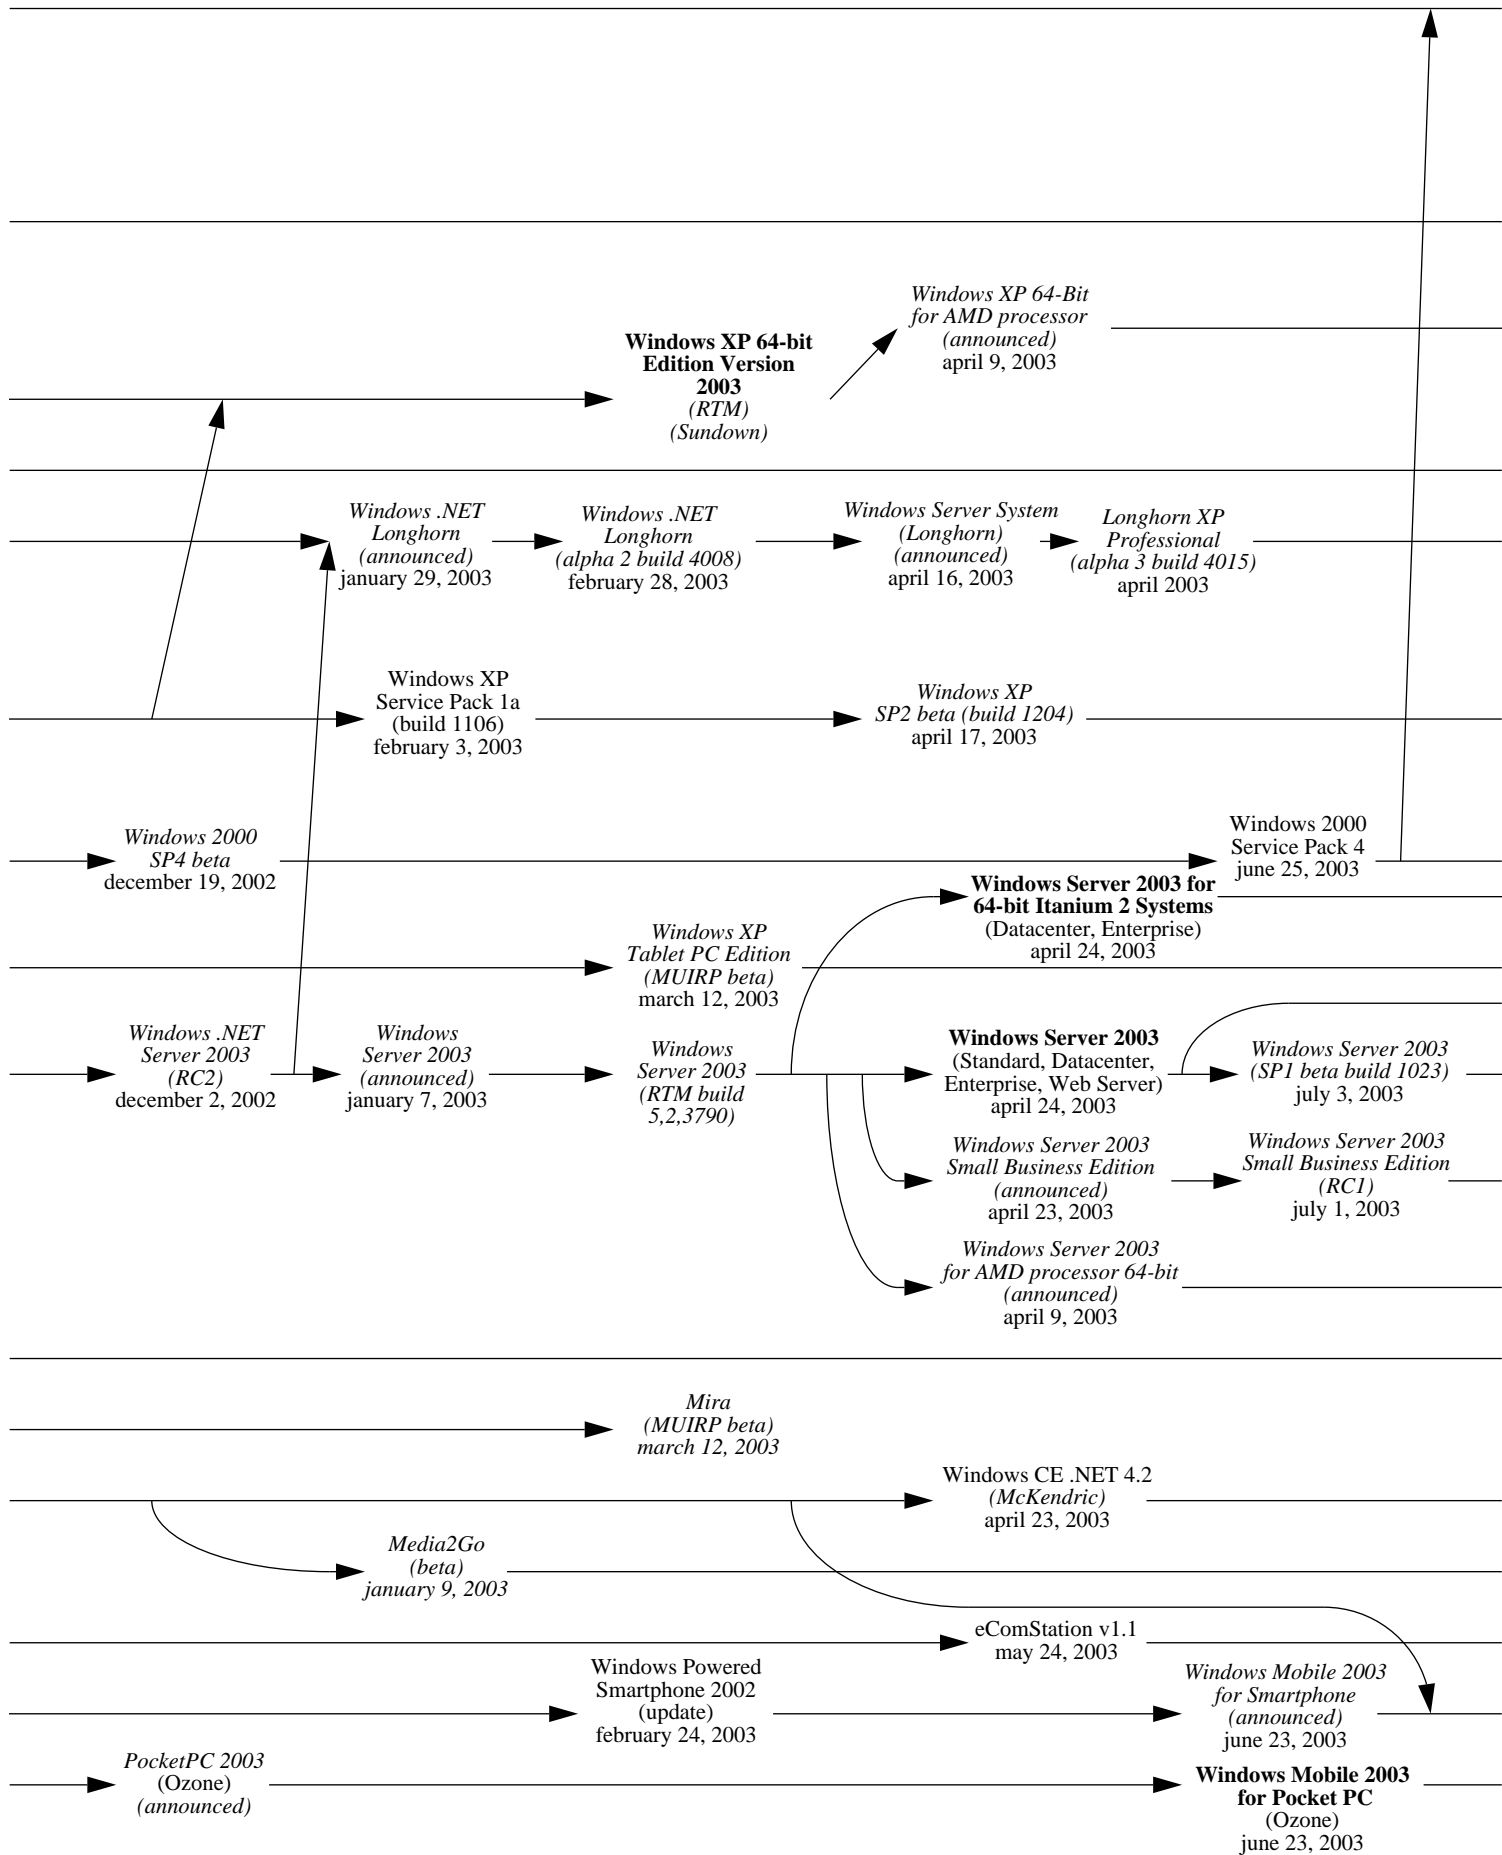 Windows XP 64-Bit
for AMD processor
(announced)
april 9, 2003
Windows XP 64-bit
Edition Version
2003
(RTM)
(Sundown)
Windows .NET
Longhorn
(announced)
january 29, 2003
Windows .NET
Longhorn
(alpha 2 build 4008)
february 28, 2003
Windows Server System
(Longhorn)
(announced)
april 16, 2003
Longhorn XP
Professional
(alpha 3 build 4015)
april 2003
Windows XP
Service Pack 1a
(build 1106)
february 3, 2003
Windows XP
SP2 beta (build 1204)
april 17, 2003
Windows 2000
SP4 beta
december 19, 2002
Windows 2000
Service Pack 4
june 25, 2003
Windows Server 2003 for
64-bit Itanium 2 Systems
(Datacenter, Enterprise)
april 24, 2003
Windows XP
Tablet PC Edition
(MUIRP beta)
march 12, 2003
Windows .NET
Server 2003
(RC2)
december 2, 2002
Windows
Server 2003
(announced)
january 7, 2003
Windows
Server 2003
(RTM build
5,2,3790)
Windows Server 2003
(Standard, Datacenter,
Enterprise, Web Server)
april 24, 2003
Windows Server 2003
(SP1 beta build 1023)
july 3, 2003
Windows Server 2003
Small Business Edition
(announced)
april 23, 2003
Windows Server 2003
Small Business Edition
(RC1)
july 1, 2003
Windows Server 2003
for AMD processor 64-bit
(announced)
april 9, 2003
Mira
(MUIRP beta)
march 12, 2003
Windows CE .NET 4.2
(McKendric)
april 23, 2003
Media2Go
(beta)
january 9, 2003
eComStation v1.1
may 24, 2003
Windows Powered
Smartphone 2002
(update)
february 24, 2003
Windows Mobile 2003
for Smartphone
(announced)
june 23, 2003
PocketPC 2003
(Ozone)
(announced)
Windows Mobile 2003
for Pocket PC
(Ozone)
june 23, 2003